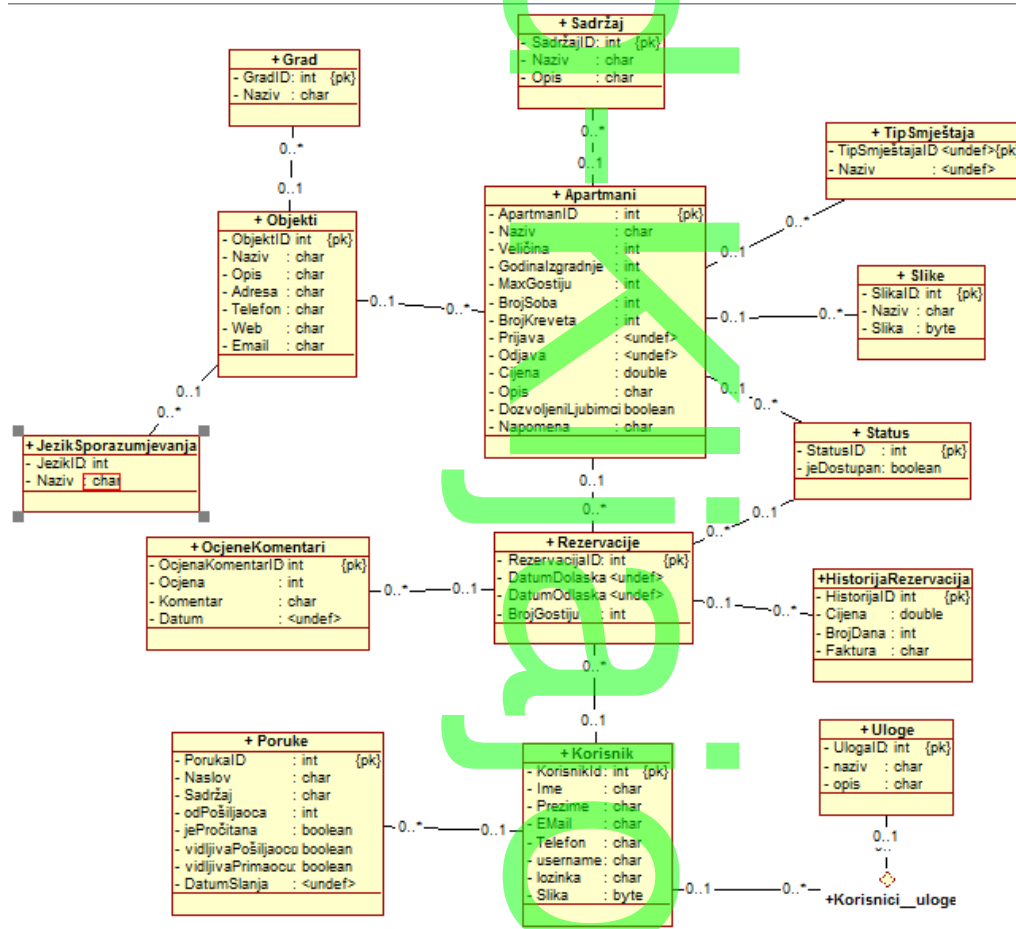 + Sadržaj
- SadržajID: int {pk}
- Naziv : char
- Opis : char
+ Grad
- GradID: int {pk}
- Naziv : char
0..*
0..1
0..*
0..1
+ TipSmještaja
- TipSmještajaID <undef>{pk
- Naziv : <undef>
0..*
0..1
+ Apartmani
- ApartmanID : int {pk}
- Naziv : char
- Veličina : int
- GodinaIzgradnje : int
- MaxGostiju : int
- BrojSoba : int
- BrojKreveta : int
- Prijava : <undef>
- Odjava : <undef>
- Cijena : double
- Opis : char
- DozvoljeniLjubimci boolean
- Napomena : char
+ Objekti
- ObjektID int {pk}
- Naziv : char
- Opis : char
- Adresa : char
- Telefon : char
- Web : char
- Email : char
0..1
0..*
+ Slike
- SlikaID: int {pk}
- Naziv : char
- Slika : byte
0..1
0..*
0..1
0..*
0..1
0..*
+ JezikSporazumjevanja
- JezikID: int
- Naziv : char
+ Status
- StatusID : int {pk}
- jeDostupan: boolean
0..1
0..*
0..*
0..1
+ Rezervacije
- RezervacijaID: int {pk}
- DatumDolaska <undef>
- DatumOdlaska <undef>
- BrojGostiju : int
+ OcjeneKomentari
- OcjenaKomentarID int {pk}
- Ocjena : int
- Komentar : char
- Datum : <undef>
0..*
0..1
+HistorijaRezervacija
- HistorijaID int {pk}
- Cijena : double
- BrojDana : int
- Faktura : char
0..1
0..*
0..*
0..1
+ Poruke
- PorukaID : int {pk}
- Naslov : char
- Sadržaj : char
- odPošiljaoca : int
- jePročitana : boolean
- vidljivaPošiljaocu boolean
- vidljivaPrimaocu: boolean
- DatumSlanja : <undef>
0..*
0..1
+ Korisnik
- KorisnikId: int {pk}
- Ime : char
- Prezime : char
- EMail : char
- Telefon : char
- username: char
- lozinka : char
- Slika : byte
+ Uloge
- UlogaID: int {pk}
- naziv : char
- opis : char
0..1
0..1
0..*
+Korisnici__uloge